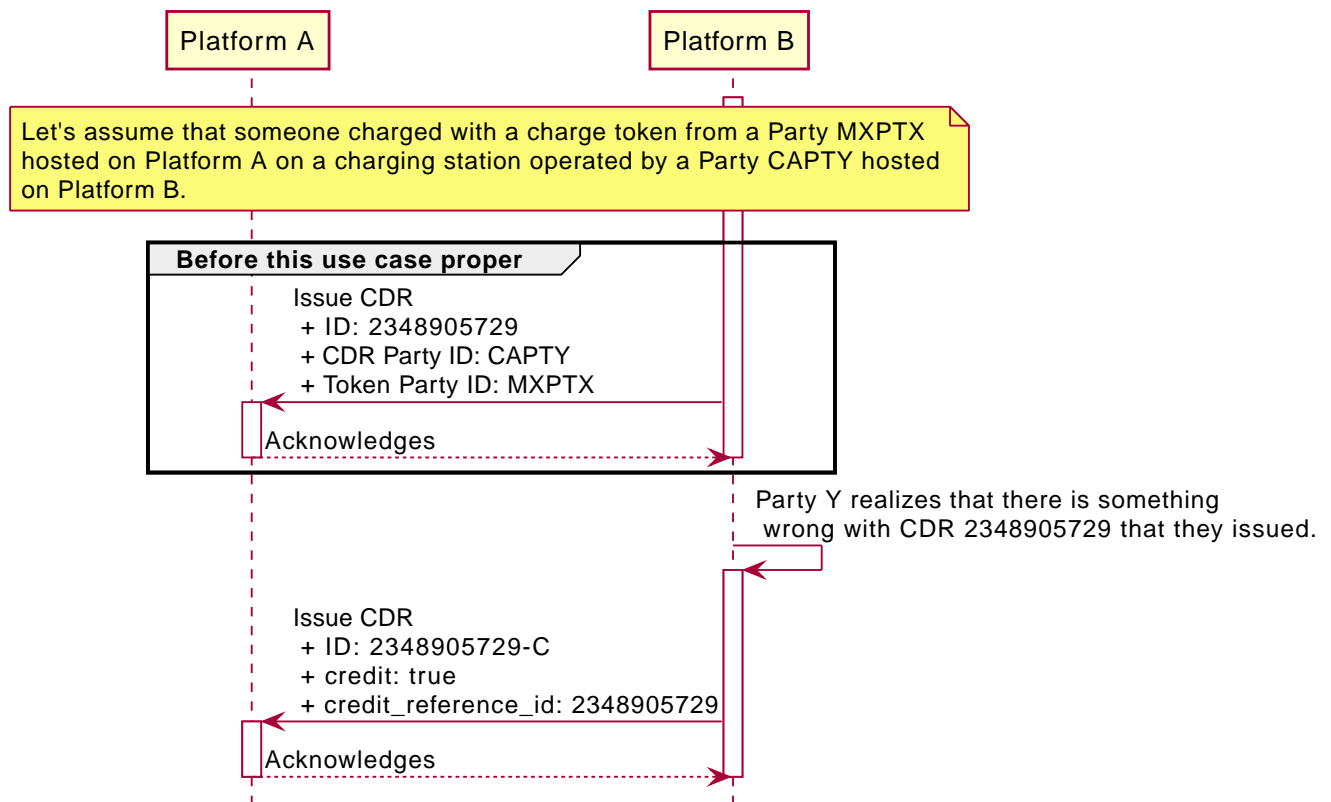 Platform A
Platform B
Let's assume that someone charged with a charge token from a Party MXPTX
hosted on Platform A on a charging station operated by a Party CAPTY hosted
on Platform B.
Before this use case proper
Issue CDR
+ ID: 2348905729
+ CDR Party ID: CAPTY
+ Token Party ID: MXPTX
Acknowledges
Party Y realizes that there is something
wrong with CDR 2348905729 that they issued.
Issue CDR
+ ID: 2348905729-C
+ credit: true
+ credit_reference_id: 2348905729
Acknowledges